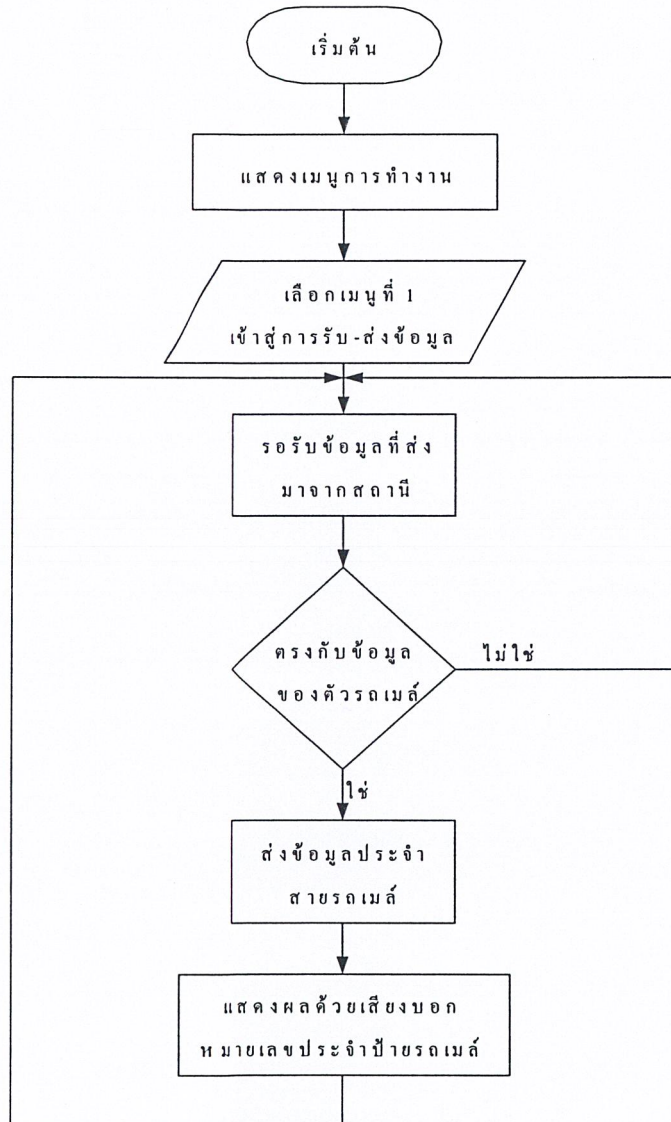 เริ่มต้น
แสดงเมนูการทำงาน
เลือกเมนูที่ 1
เข้าสู่การรับ-ส่งข้อมูล
รอรับข้อมูลที่ส่ง
มาจากสถานี
ตรงกับข้อมูล
ของตัวรถเมล์
ไม่ใช่
ใช่
ส่งข้อมูลประจำ
สายรถเมล์
แสดงผลด้วยเสียงบอก
หมายเลขประจำป้ายรถเมล์